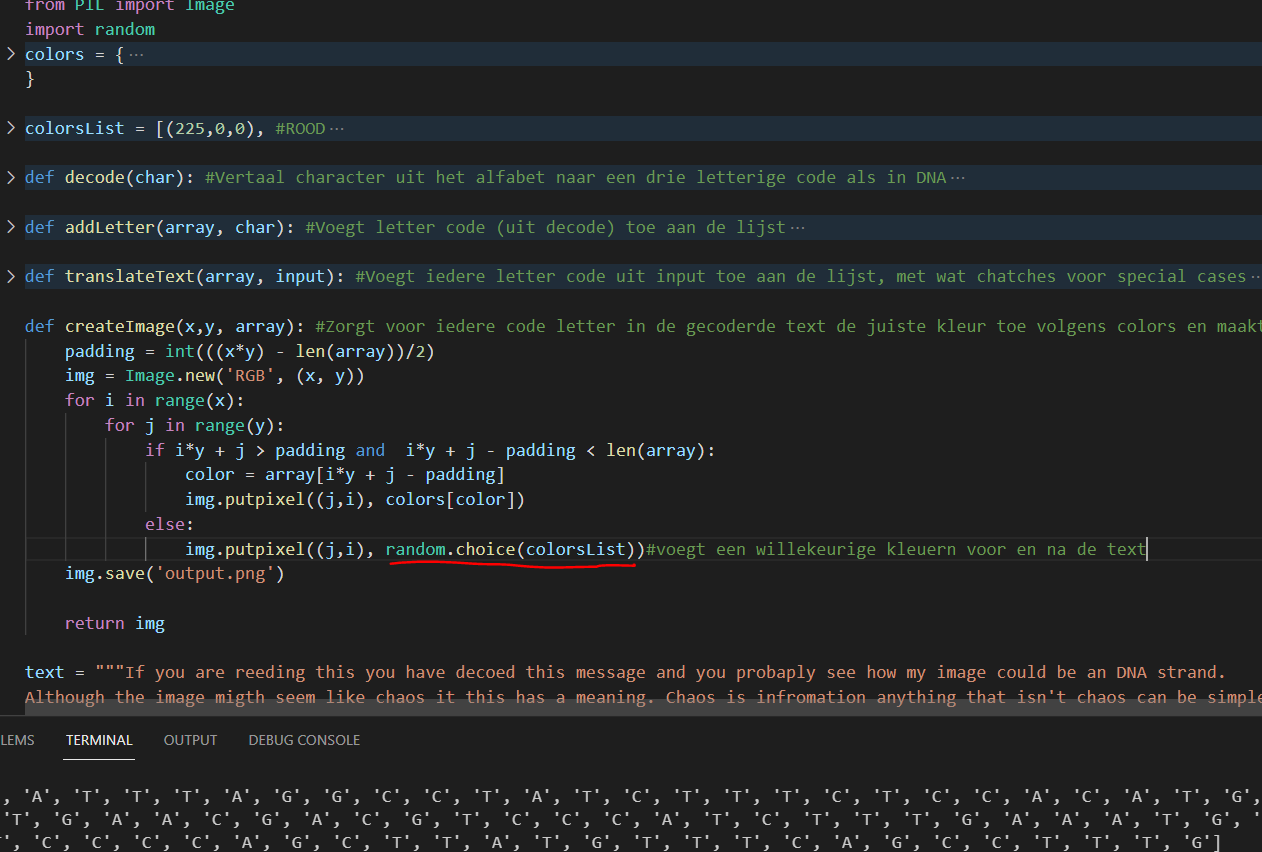 from PIL import Image
import random
colors = {···
}
colorsList = [(225,0,0), #ROOD···
def decode(char): #Vertaal character uit het alfabet naar een drie letterige code als in DNA···
def addLetter(array, char): #Voegt letter code (uit decode) toe aan de lijst···
def translateText(array, input): #Voegt iedere letter code uit input toe aan de lijst, met wat chatches voor special cases··
def createImage(x,y, array): #Zorgt voor iedere code letter in de gecoderde text de juiste kleur toe volgens colors en maakt
padding = int(((x*y) - len(array))/2)
img = Image.new('RGB', (x, y))
for i in range(x):
for j in range(y):
if i*y + j > padding and  i*y + j - padding < len(array):
color = array[i*y + j - padding]
img.putpixel((j,i), colors[color])
else:
img.putpixel((j,i), random.choice(colorsList))#voegt een willekeurige kleuern voor en na de text
img.save('output.png')
return img
text = """If you are reeding this you have decoed this message and you probaply see how my image could be an DNA strand.
Although the image migth seem like chaos it this has a meaning. Chaos is infromation anything that isn't chaos can be simple
LEMS TERMINAL OUTPUT DEBUG CONSOLE
, 'A', 'T', 'T', 'T', 'A', 'G', 'G', 'C', 'C', 'T', 'A', 'T', 'C', 'T', 'T', 'T', 'C', 'T', 'C', 'C', 'A', 'C', 'A', 'T', 'G',
'T', 'G', 'A', 'A', 'C', 'G', 'A', 'C', 'G', 'T', 'C', 'C', 'C', 'A', 'T', 'C', 'T', 'T', 'T', 'G', 'A', 'A', 'A', 'T', 'G', '
', 'C', 'C', 'C', 'C', 'A', 'G', 'C', 'T', 'T', 'A', 'T', 'G', 'T', 'T', 'T', 'C', 'A', 'G', 'C', 'C', 'T', 'T', 'T', 'G']